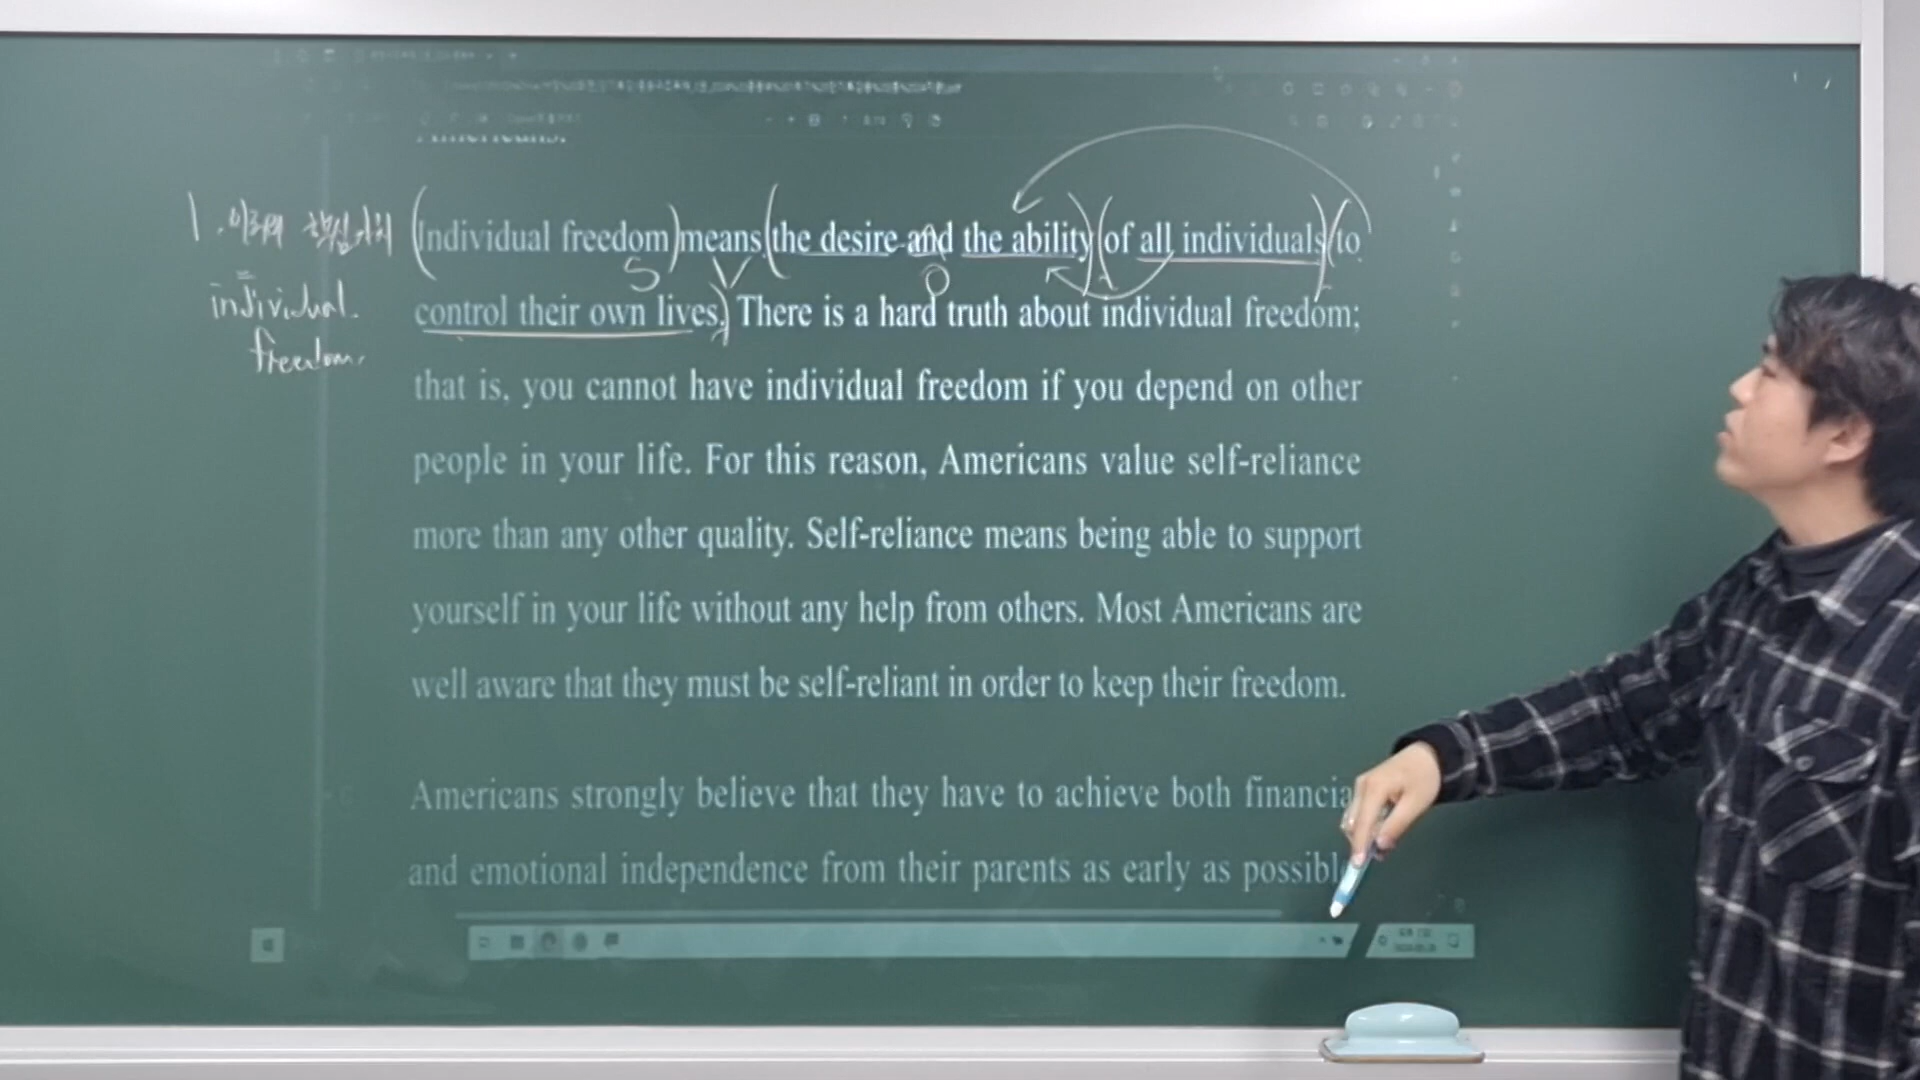 Americans.
1. 미국의 핵심가치
individual
freedom.
Individual freedom means the desire and the ability of all individuals to
S V O
control their own lives. There is a hard truth about individual freedom;
that is, you cannot have individual freedom if you depend on other
people in your life. For this reason, Americans value self-reliance
more than any other quality. Self-reliance means being able to support
yourself in your life without any help from others. Most Americans are
well aware that they must be self-reliant in order to keep their freedom.
Americans strongly believe that they have to achieve both financia
and emotional independence from their parents as early as possible